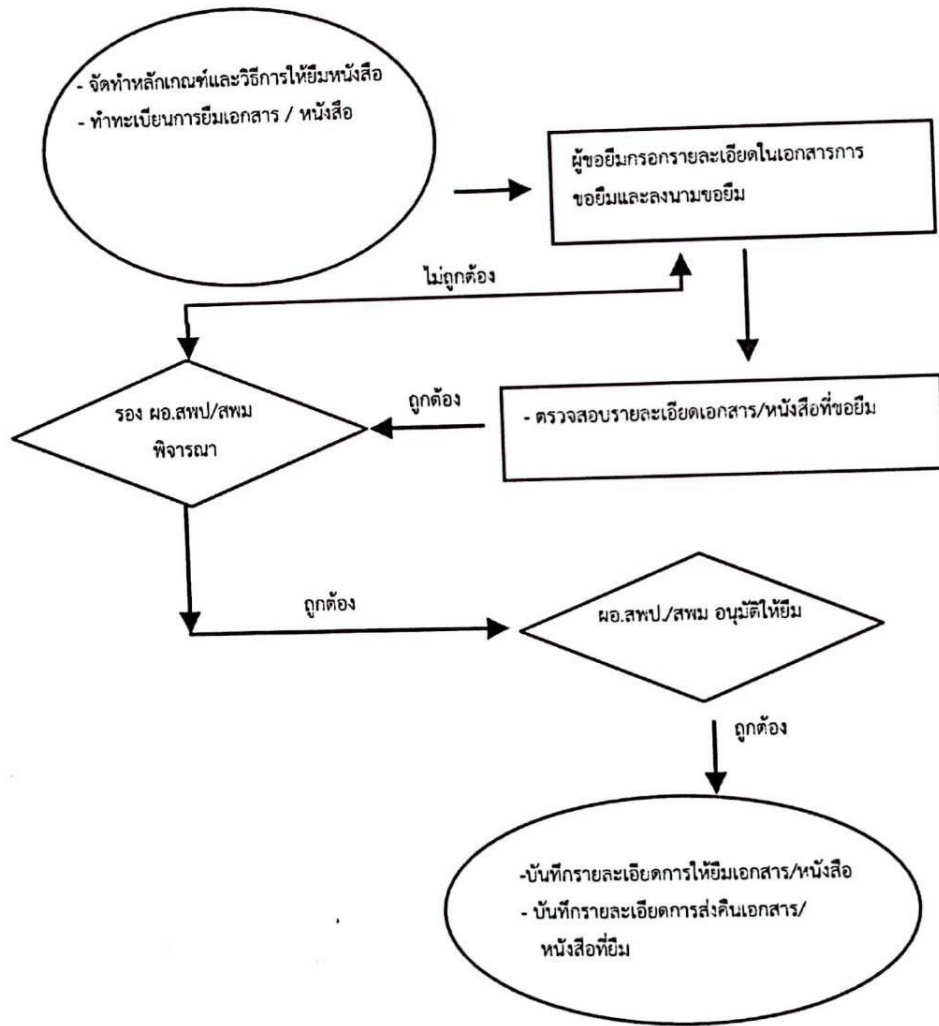 - จัดทำหลักเกณฑ์และวิธีการให้ยืมหนังสือ
- ทำทะเบียนการยืมเอกสาร / หนังสือ
ผู้ขอยืมกรอกรายละเอียดในเอกสารการ
ขอยืมและลงนามขอยืม
ไม่ถูกต้อง
รอง ผอ.สพป/สพม
พิจารณา
ถูกต้อง
- ตรวจสอบรายละเอียดเอกสาร/หนังสือที่ขอยืม
ถูกต้อง
ผอ.สพป./สพม อนุมัติให้ยืม
ถูกต้อง
-บันทึกรายละเอียดการให้ยืมเอกสาร/หนังสือ
- บันทึกรายละเอียดการส่งคืนเอกสาร/
หนังสือที่ยืม